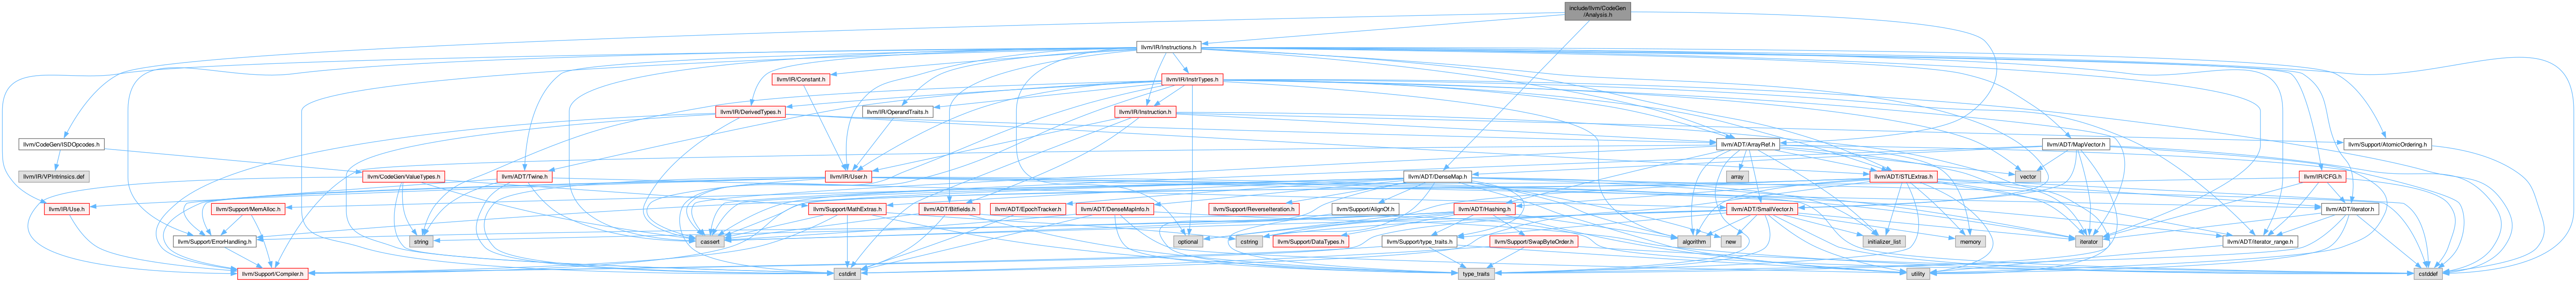 include/llvm/CodeGen
/Analysis.h
llvm/IR/Instructions.h
llvm/IR/Constant.h
llvm/IR/InstrTypes.h
llvm/IR/DerivedTypes.h
llvm/IR/OperandTraits.h
llvm/IR/Instruction.h
llvm/CodeGen/ISDOpcodes.h
llvm/ADT/ArrayRef.h
llvm/ADT/MapVector.h
llvm/Support/AtomicOrdering.h
llvm/IR/VPIntrinsics.def
llvm/CodeGen/ValueTypes.h
llvm/ADT/Twine.h
llvm/IR/User.h
llvm/ADT/DenseMap.h
array
llvm/ADT/STLExtras.h
vector
llvm/IR/CFG.h
llvm/IR/Use.h
llvm/Support/MemAlloc.h
llvm/Support/MathExtras.h
llvm/ADT/Bitfields.h
llvm/ADT/EpochTracker.h
llvm/ADT/DenseMapInfo.h
llvm/Support/ReverseIteration.h
llvm/Support/AlignOf.h
llvm/ADT/Hashing.h
llvm/ADT/SmallVector.h
llvm/ADT/iterator.h
llvm/Support/ErrorHandling.h
string
cassert
optional
cstring
llvm/Support/DataTypes.h
llvm/Support/type_traits.h
llvm/Support/SwapByteOrder.h
algorithm
new
initializer_list
memory
iterator
llvm/ADT/iterator_range.h
llvm/Support/Compiler.h
cstdint
type_traits
utility
cstddef